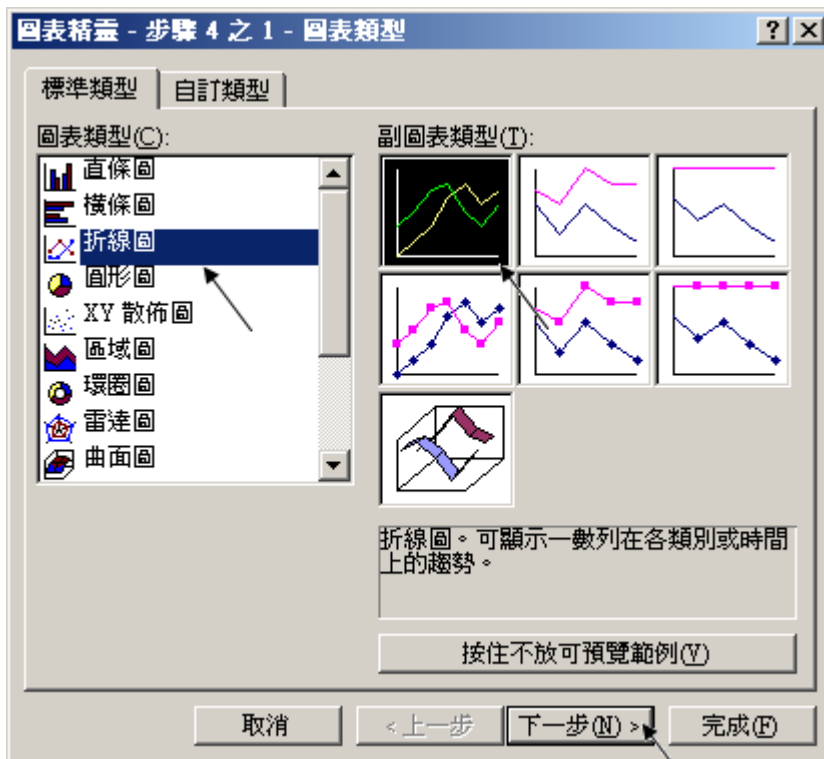 圖表精靈 - 步驟 4 之 1 - 圖表類型
標準類型
自訂類型
圖表類型(C):
直條圖
橫條圖
折線圖
圓形圖
XY 散佈圖
區域圖
環圈圖
雷達圖
曲面圖
副圖表類型(T):
折線圖。可顯示一數列在各類別或時間
上的趨勢。
按住不放可預覽範例(V)
取消
<上一步
下一步(N) >
完成(F)